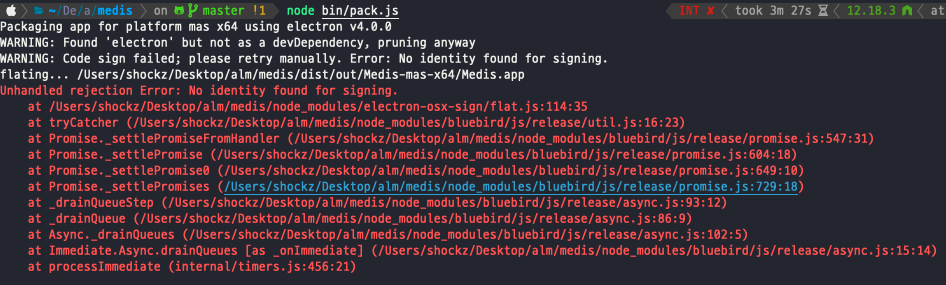 ~/De/a/medis on master !1 node bin/pack.js INT ✘ took 3m 27s 12.18.3 at
Packaging app for platform mas x64 using electron v4.0.0
WARNING: Found 'electron' but not as a devDependency, pruning anyway
WARNING: Code sign failed; please retry manually. Error: No identity found for signing.
flating... /Users/shockz/Desktop/alm/medis/dist/out/Medis-mas-x64/Medis.app
Unhandled rejection Error: No identity found for signing.
at /Users/shockz/Desktop/alm/medis/node_modules/electron-osx-sign/flat.js:114:35
at tryCatcher (/Users/shockz/Desktop/alm/medis/node_modules/bluebird/js/release/util.js:16:23)
at Promise._settlePromiseFromHandler (/Users/shockz/Desktop/alm/medis/node_modules/bluebird/js/release/promise.js:547:31)
at Promise._settlePromise (/Users/shockz/Desktop/alm/medis/node_modules/bluebird/js/release/promise.js:604:18)
at Promise._settlePromise0 (/Users/shockz/Desktop/alm/medis/node_modules/bluebird/js/release/promise.js:649:10)
at Promise._settlePromises (/Users/shockz/Desktop/alm/medis/node_modules/bluebird/js/release/promise.js:729:18)
at _drainQueueStep (/Users/shockz/Desktop/alm/medis/node_modules/bluebird/js/release/async.js:93:12)
at _drainQueue (/Users/shockz/Desktop/alm/medis/node_modules/bluebird/js/release/async.js:86:9)
at Async._drainQueues (/Users/shockz/Desktop/alm/medis/node_modules/bluebird/js/release/async.js:102:5)
at Immediate.Async.drainQueues [as _onImmediate] (/Users/shockz/Desktop/alm/medis/node_modules/bluebird/js/release/async.js:15:14)
at processImmediate (internal/timers.js:456:21)